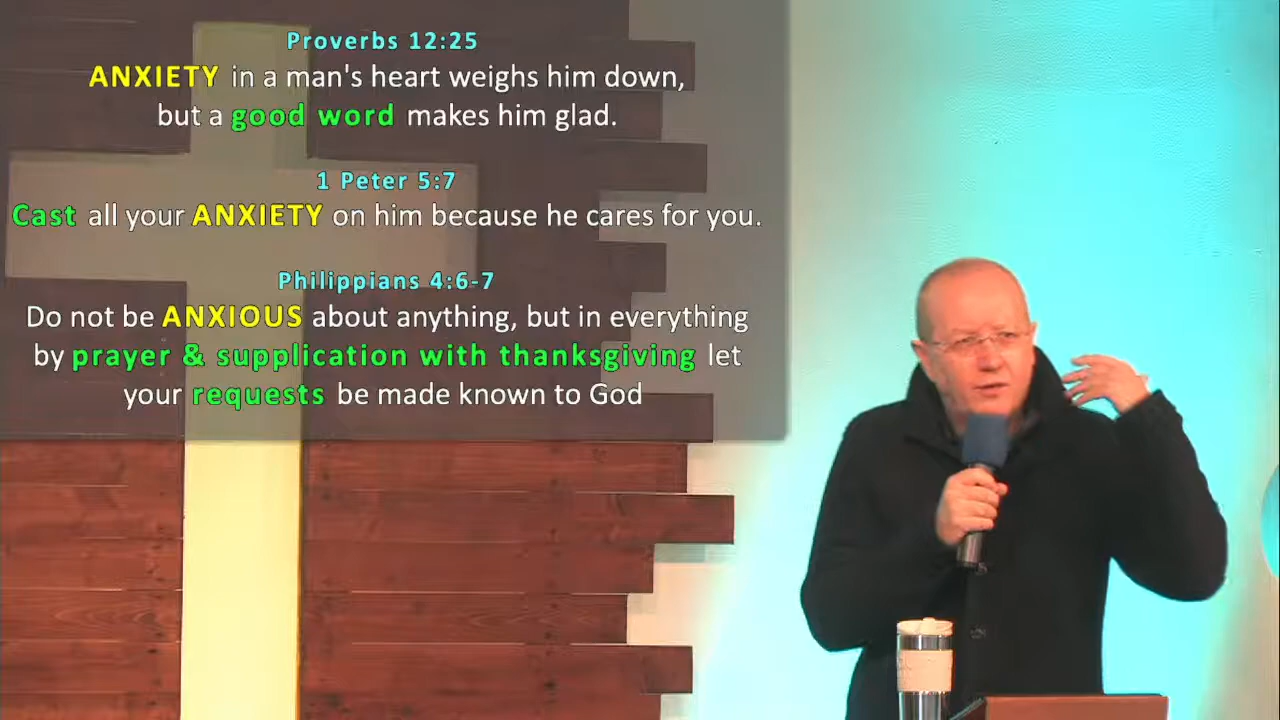 Proverbs 12:25
ANXIETY in a man's heart weighs him down,
but a good word makes him glad.
1 Peter 5:7
Cast all your ANXIETY on him because he cares for you.
Philippians 4:6-7
Do not be ANXIOUS about anything, but in everything
by prayer & supplication with thanksgiving let
your requests be made known to God